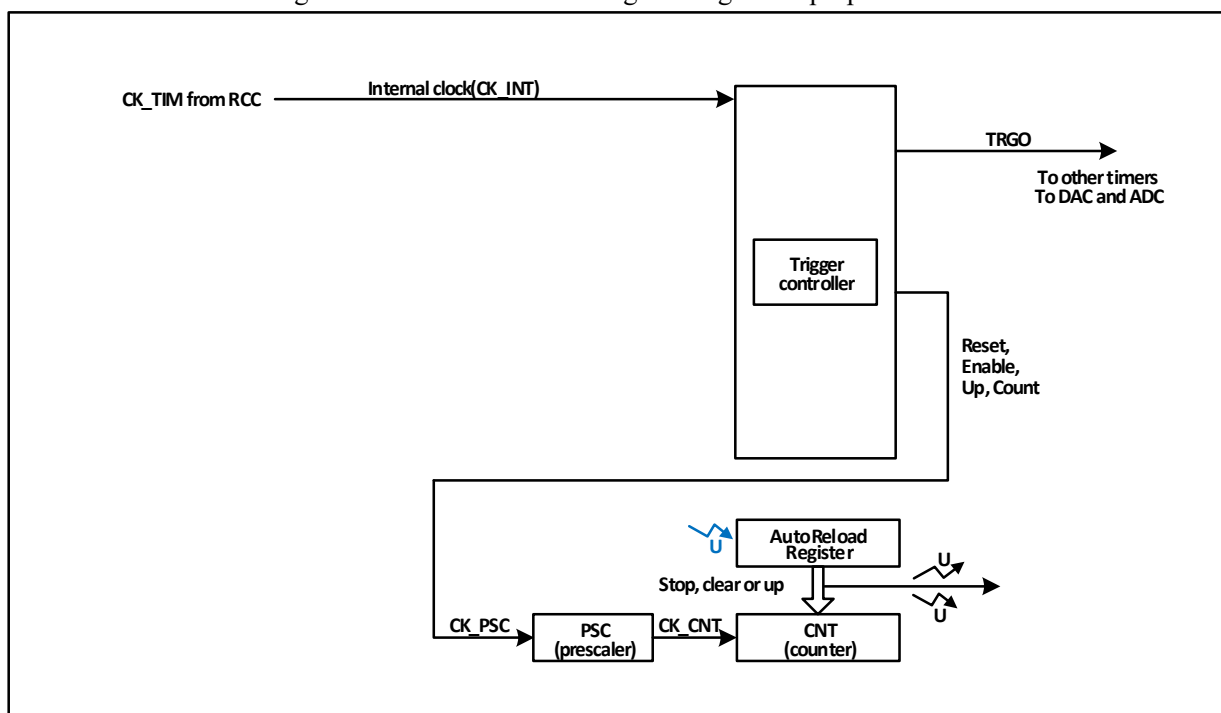 CK_TIM from RCC
Internal clock(CK_INT)
TRGO
To other timers
To DAC and ADC
Trigger
controller
Reset,
Enable,
Up, Count
U
AutoReload
Register
Stop, clear or up
U
U
CK_PSC
PSC
(prescaler)
CK_CNT
CNT
(counter)